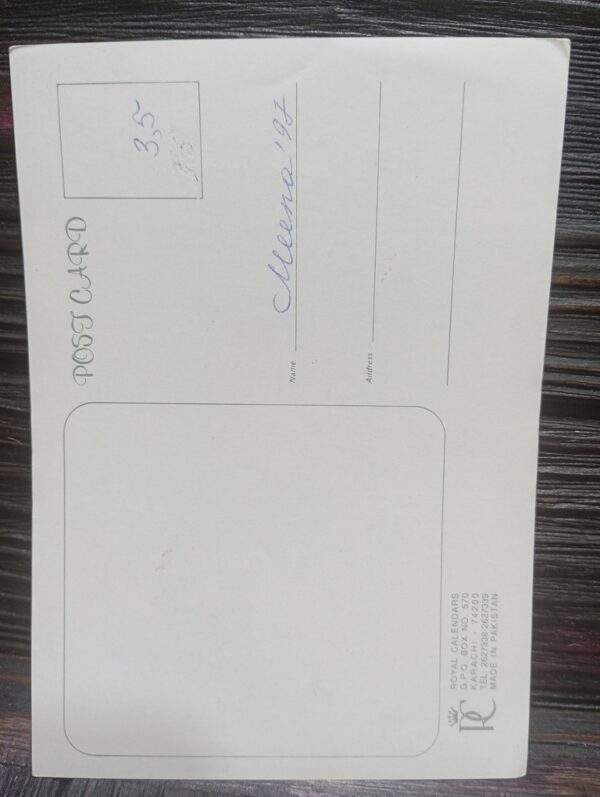 POST CARD
3,5
Name
Meena '97
Address
RC
ROYAL CALENDARS
G.P.O. BOX NO. 570
KARACHI - 74200
TEL: 2627338-2627339
MADE IN PAKISTAN